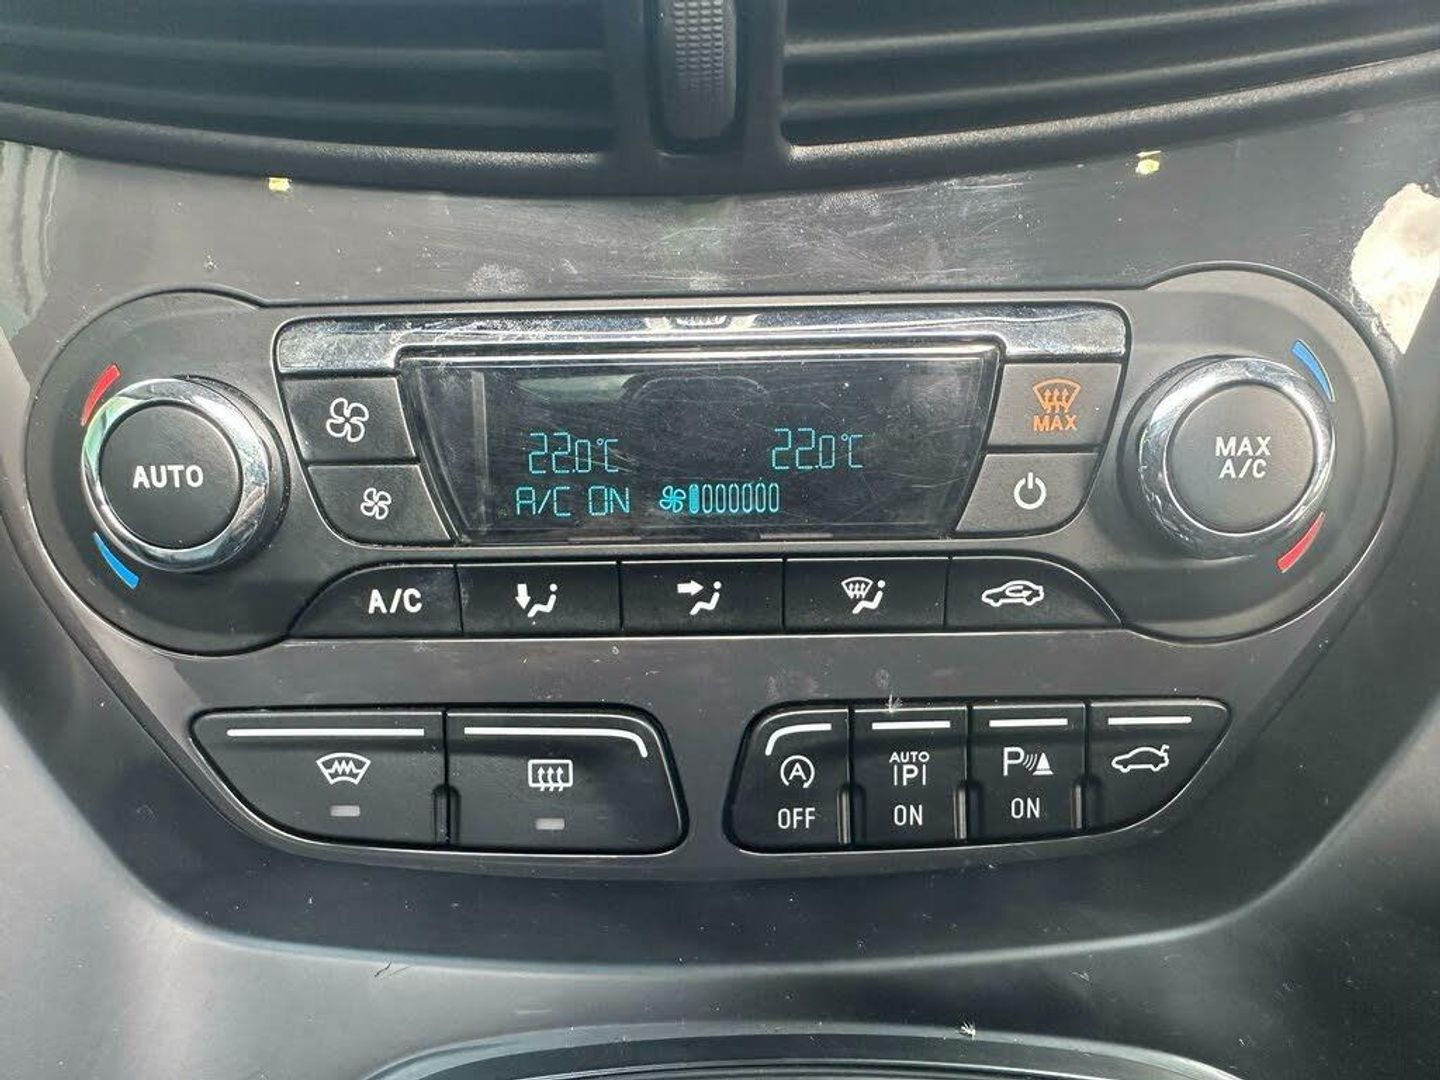 AUTO
22.0°C 22.0°C
A/C ON
MAX
MAX
A/C
A/C
A
OFF
AUTO
P
ON
P
ON